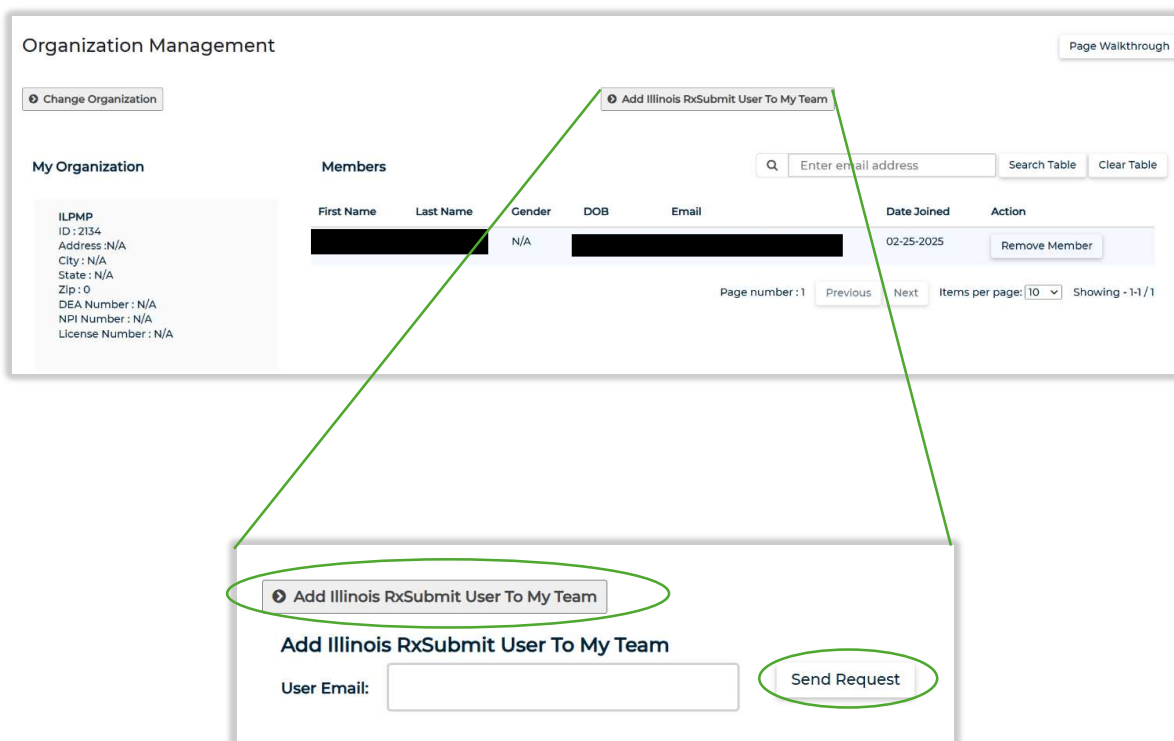 Organization Management
Page Walkthrough
Change Organization
Add Illinois RxSubmit User To My Team
My Organization
Members
Enter email address
Search Table
Clear Table
First Name Last Name Gender DOB Email Date Joined Action
N/A 02-25-2025 Remove Member
ILPMP
ID : 2134
Address :N/A
City : N/A
State : N/A
Zip : 0
DEA Number : N/A
NPI Number : N/A
License Number : N/A
Page number : 1 Previous Next Items per page: 10 Showing - 1-1 / 1
Add Illinois RxSubmit User To My Team
Add Illinois RxSubmit User To My Team
User Email:
Send Request